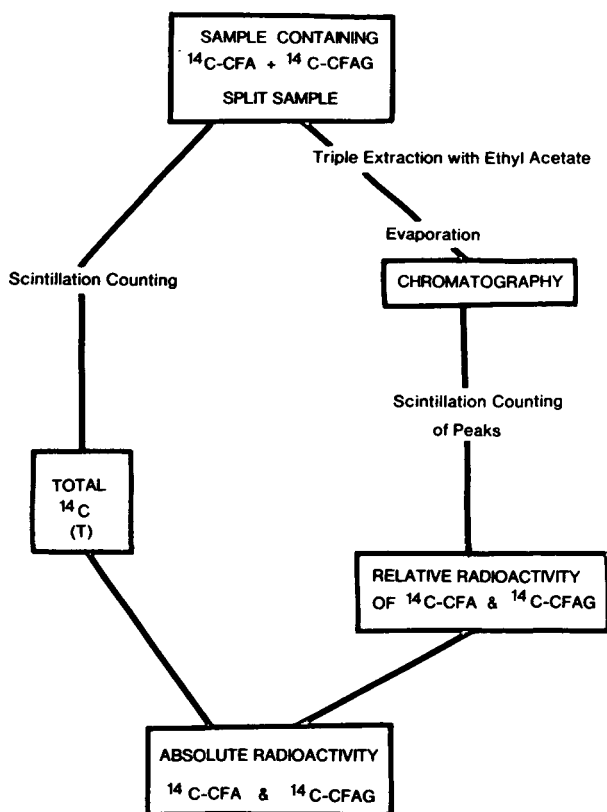 SAMPLE CONTAINING
¹⁴C-CFA + ¹⁴C-CFAG
SPLIT SAMPLE
Triple Extraction with Ethyl Acetate
Evaporation
CHROMATOGRAPHY
Scintillation Counting
Scintillation Counting
of Peaks
TOTAL
¹⁴C
(T)
RELATIVE RADIOACTIVITY
OF ¹⁴C-CFA & ¹⁴C-CFAG
ABSOLUTE RADIOACTIVITY
¹⁴C-CFA & ¹⁴C-CFAG